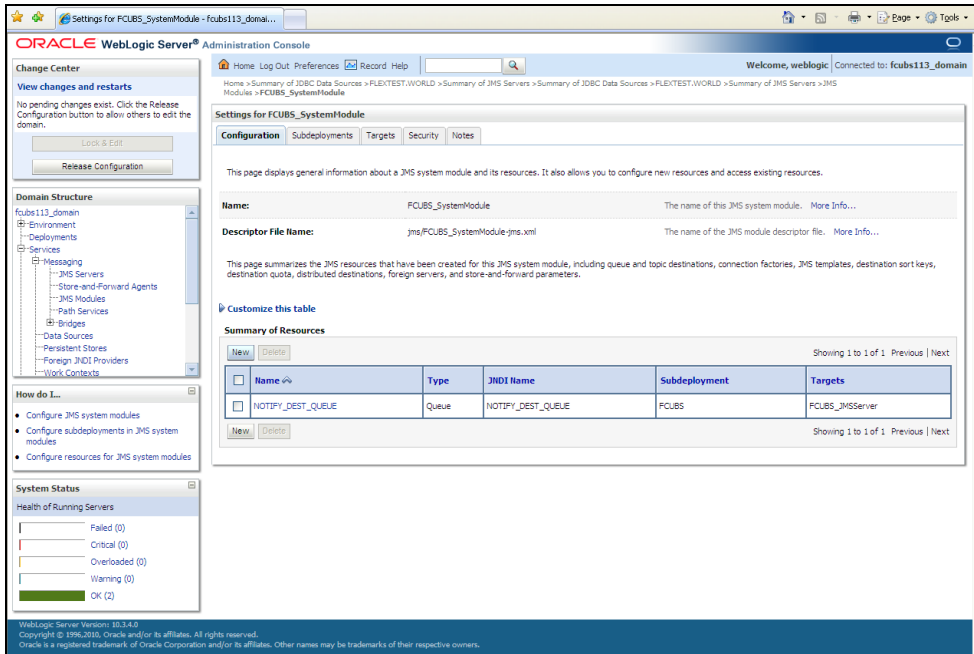 Settings for FCUBS_SystemModule - fcubs113_domai...
Page
Tools
ORACLE WebLogic Server® Administration Console
Change Center
View changes and restarts
No pending changes exist. Click the Release
Configuration button to allow others to edit the
domain.
Lock & Edit
Release Configuration
Domain Structure
fcubs113_domain
Environment
Deployments
Services
Messaging
JMS Servers
Store-and-Forward Agents
JMS Modules
Path Services
Bridges
Data Sources
Persistent Stores
Foreign JNDI Providers
Work Contexts
How do I...
Configure JMS system modules
Configure subdeployments in JMS system
modules
Configure resources for JMS system modules
System Status
Health of Running Servers
Failed (0)
Critical (0)
Overloaded (0)
Warning (0)
OK (2)
Home Log Out Preferences Record Help
Welcome, weblogic Connected to: fcubs113_domain
Home >Summary of JDBC Data Sources >FLEXTEST.WORLD >Summary of JMS Servers >Summary of JDBC Data Sources >FLEXTEST.WORLD >Summary of JMS Servers >JMS
Modules >FCUBS_SystemModule
Settings for FCUBS_SystemModule
Configuration Subdeployments Targets Security Notes
This page displays general information about a JMS system module and its resources. It also allows you to configure new resources and access existing resources.
Name: FCUBS_SystemModule The name of this JMS system module. More Info...
Descriptor File Name: jms/FCUBS_SystemModule-jms.xml The name of the JMS module descriptor file. More Info...
This page summarizes the JMS resources that have been created for this JMS system module, including queue and topic destinations, connection factories, JMS templates, destination sort keys,
destination quota, distributed destinations, foreign servers, and store-and-forward parameters.
Customize this table
Summary of Resources
New Delete Showing 1 to 1 of 1 Previous | Next
Name Type JNDI Name Subdeployment Targets
NOTIFY_DEST_QUEUE Queue NOTIFY_DEST_QUEUE FCUBS FCUBS_JMSServer
New Delete Showing 1 to 1 of 1 Previous | Next
WebLogic Server Version: 10.3.4.0
Copyright © 1996,2010, Oracle and/or its affiliates. All rights reserved.
Oracle is a registered trademark of Oracle Corporation and/or its affiliates. Other names may be trademarks of their respective owners.